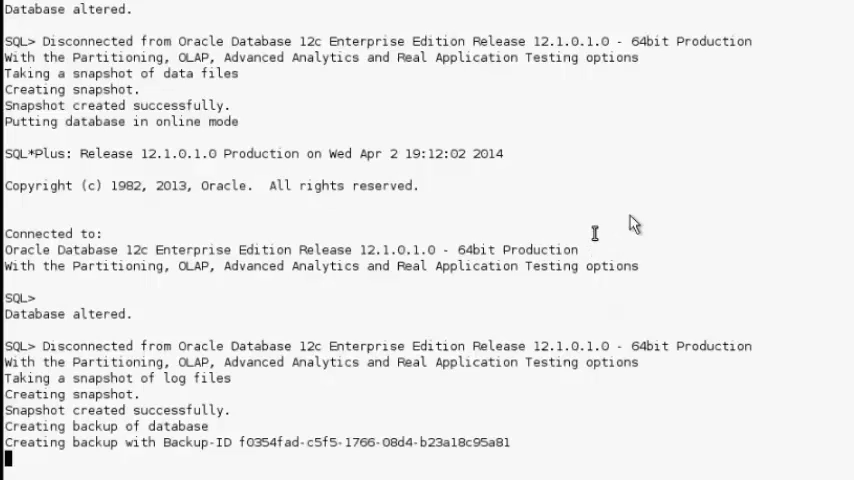 Database altered.
SQL> Disconnected from Oracle Database 12c Enterprise Edition Release 12.1.0.1.0 - 64bit Production
With the Partitioning, OLAP, Advanced Analytics and Real Application Testing options
Taking a snapshot of data files
Creating snapshot.
Snapshot created successfully.
Putting database in online mode
SQL*Plus: Release 12.1.0.1.0 Production on Wed Apr 2 19:12:02 2014
Copyright (c) 1982, 2013, Oracle.  All rights reserved.
Connected to:
Oracle Database 12c Enterprise Edition Release 12.1.0.1.0 - 64bit Production
With the Partitioning, OLAP, Advanced Analytics and Real Application Testing options
SQL>
Database altered.
SQL> Disconnected from Oracle Database 12c Enterprise Edition Release 12.1.0.1.0 - 64bit Production
With the Partitioning, OLAP, Advanced Analytics and Real Application Testing options
Taking a snapshot of log files
Creating snapshot.
Snapshot created successfully.
Creating backup of database
Creating backup with Backup-ID f0354fad-c5f5-1766-08d4-b23a18c95a81